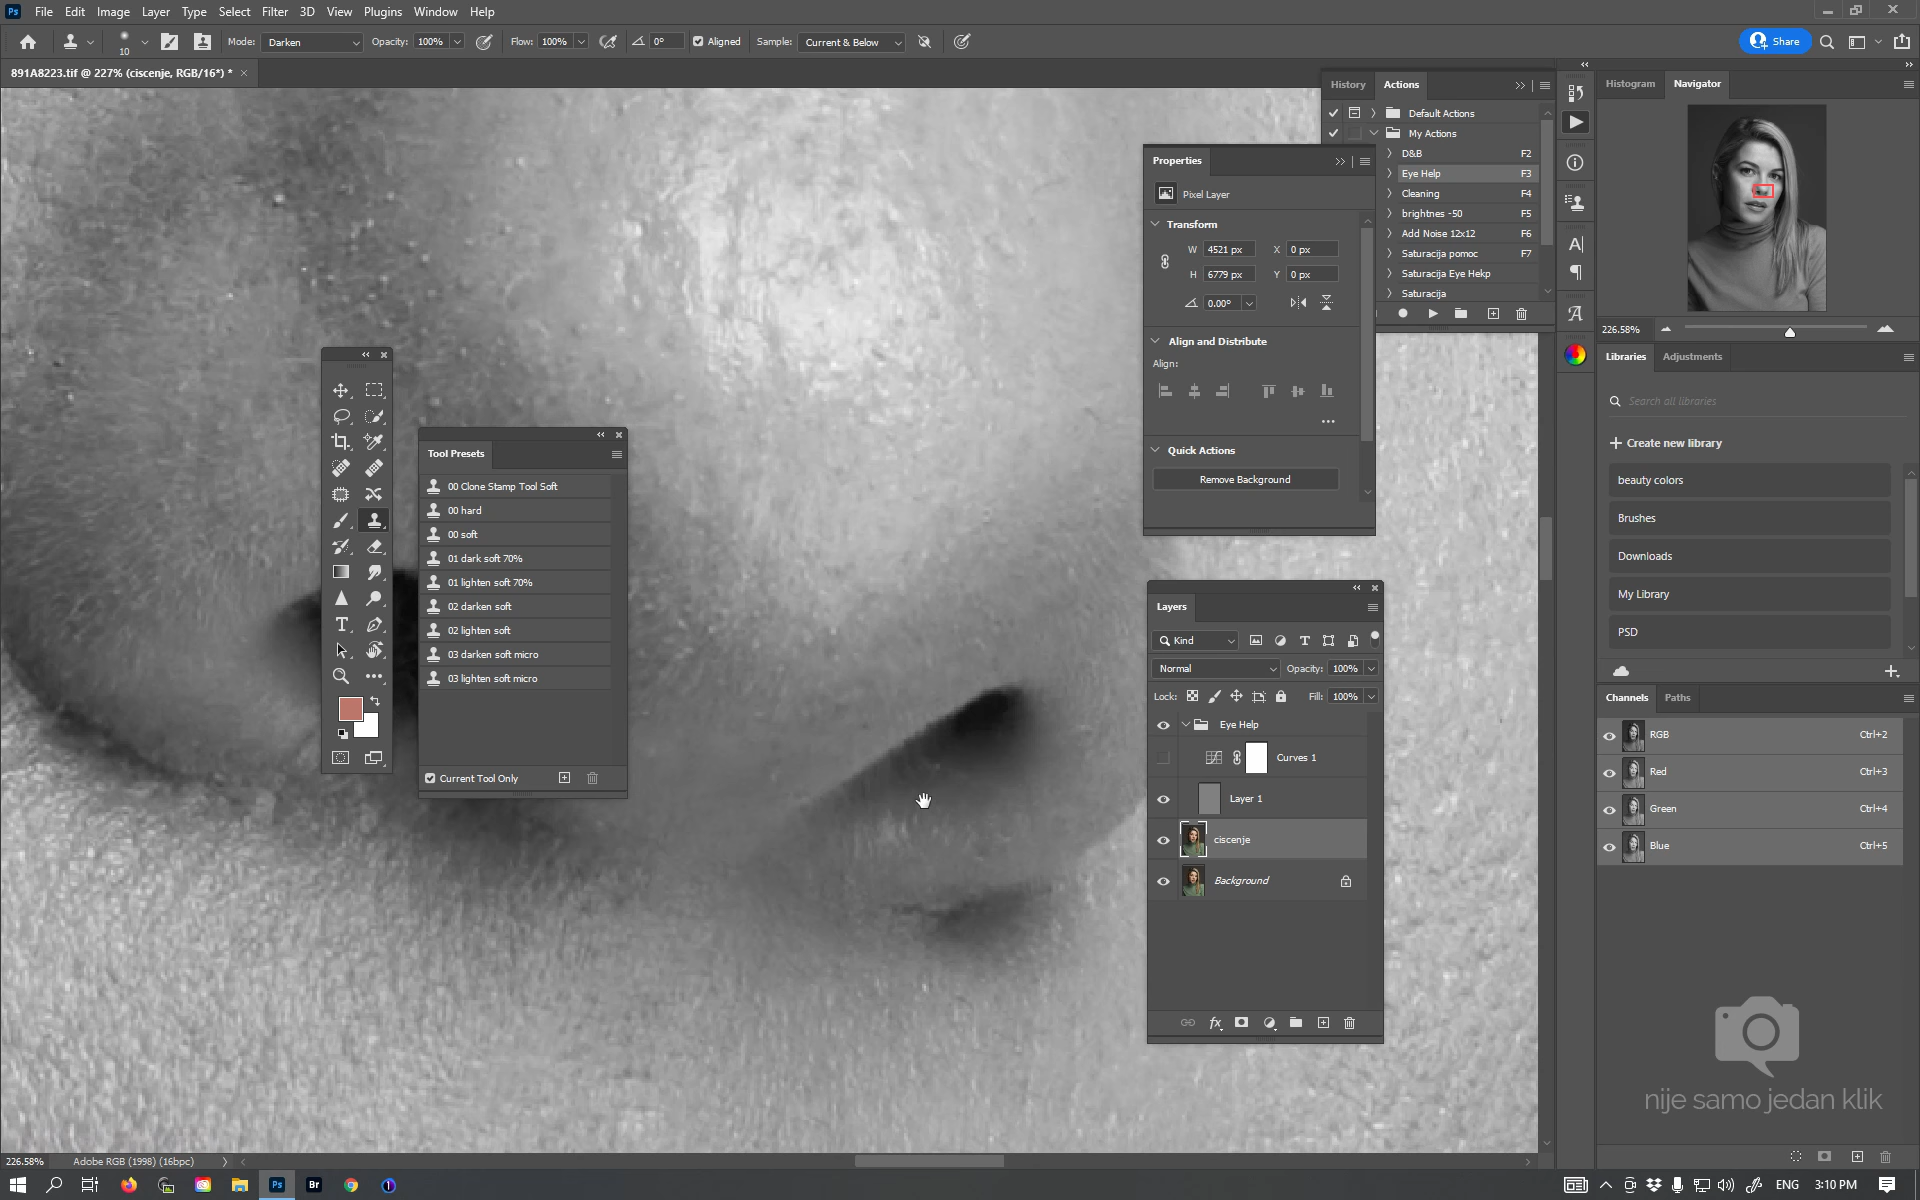 Ps File Edit Image Layer Type Select Filter 3D View Plugins Window Help
10 Mode: Darken Opacity: 100% Flow: 100% 0° Aligned Sample: Current & Below Share
891A8223.tif @ 227% (ciscenje, RGB/16*) *
History Actions
Default Actions
My Actions
D&B F2
Eye Help F3
Cleaning F4
brightnes -50 F5
Add Noise 12x12 F6
Saturacija pomoc F7
Saturacija Eye Hekp
Saturacija
Properties
Pixel Layer
Transform
W 4521 px X 0 px
H 6779 px Y 0 px
0.00°
Align and Distribute
Align:
Quick Actions
Remove Background
Tool Presets
00 Clone Stamp Tool Soft
00 hard
00 soft
01 dark soft 70%
01 lighten soft 70%
02 darken soft
02 lighten soft
03 darken soft micro
03 lighten soft micro
Current Tool Only
Layers
Kind
Normal Opacity: 100%
Lock: Fill: 100%
Eye Help
Curves 1
Layer 1
ciscenje
Background
Histogram Navigator
226.58%
Libraries Adjustments
Search all libraries
Create new library
beauty colors
Brushes
Downloads
My Library
PSD
Channels Paths
RGB Ctrl+2
Red Ctrl+3
Green Ctrl+4
Blue Ctrl+5
nije samo jedan klik
226.58% Adobe RGB (1998) (16bpc)
Ps Br ENG 3:10 PM